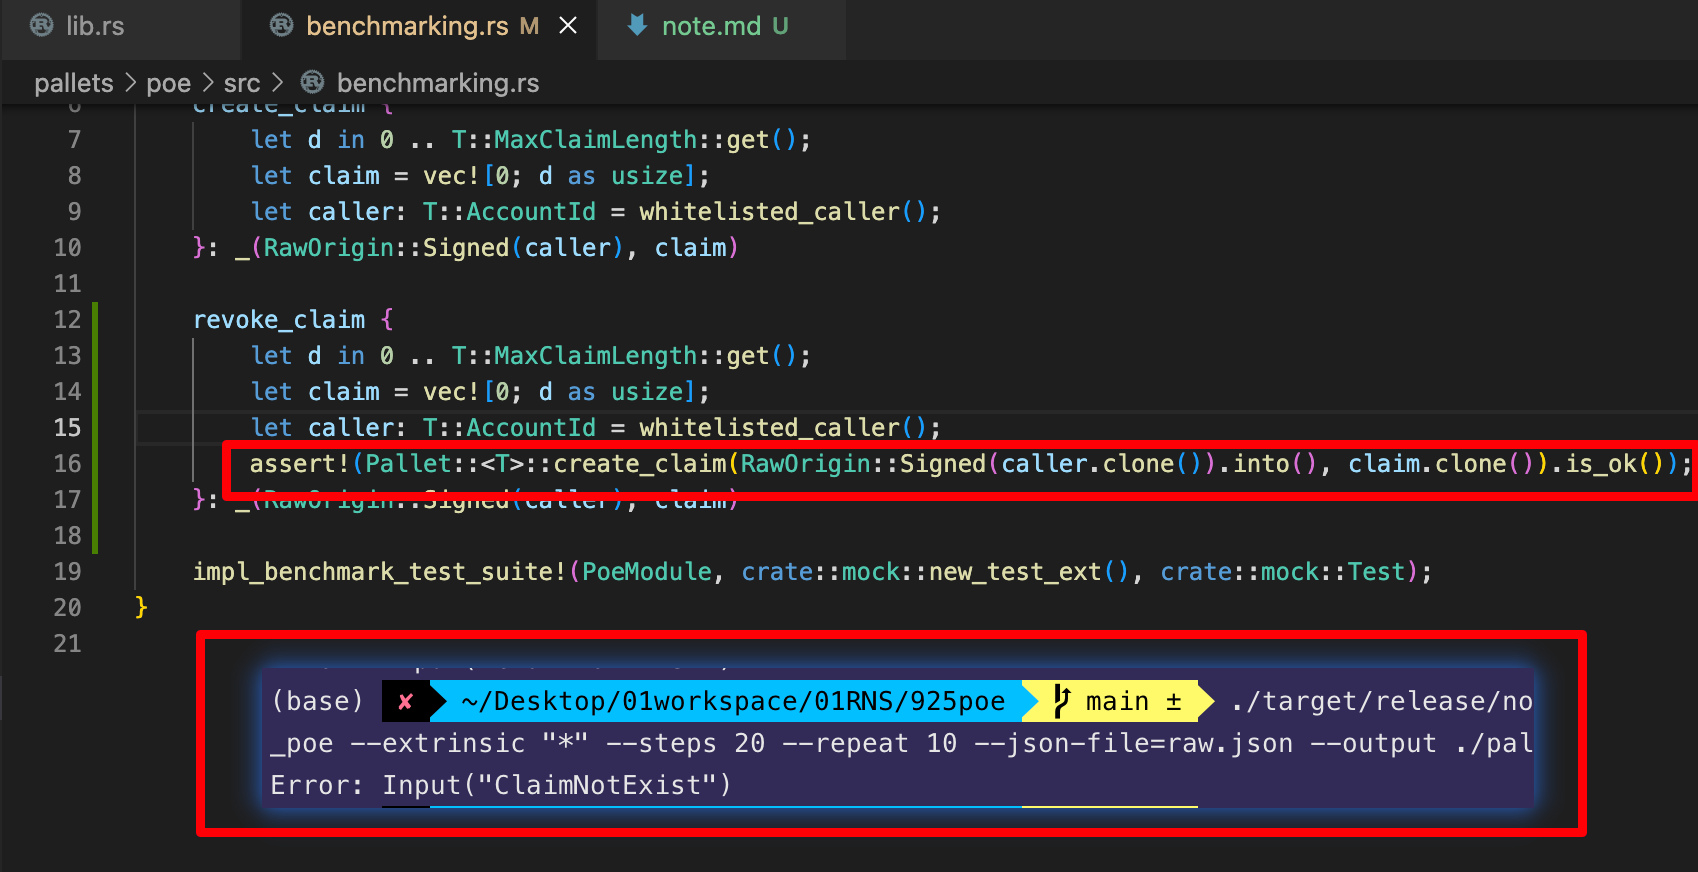 lib.rs
benchmarking.rs M
note.md U
pallets > poe > src > benchmarking.rs
6 create_claim {
7 let d in 0 .. T::MaxClaimLength::get();
8 let claim = vec![0; d as usize];
9 let caller: T::AccountId = whitelisted_caller();
10 }: _(RawOrigin::Signed(caller), claim)
11
12 revoke_claim {
13 let d in 0 .. T::MaxClaimLength::get();
14 let claim = vec![0; d as usize];
15 let caller: T::AccountId = whitelisted_caller();
16 assert!(Pallet::<T>::create_claim(RawOrigin::Signed(caller.clone()).into(), claim.clone()).is_ok());
17 }: _(RawOrigin::Signed(caller), claim)
18
19 impl_benchmark_test_suite!(PoeModule, crate::mock::new_test_ext(), crate::mock::Test);
20 }
21
(base) ✘ ~/Desktop/01workspace/01RNS/925poe main ± ./target/release/no
_poe --extrinsic "*" --steps 20 --repeat 10 --json-file=raw.json --output ./pal
Error: Input("ClaimNotExist")